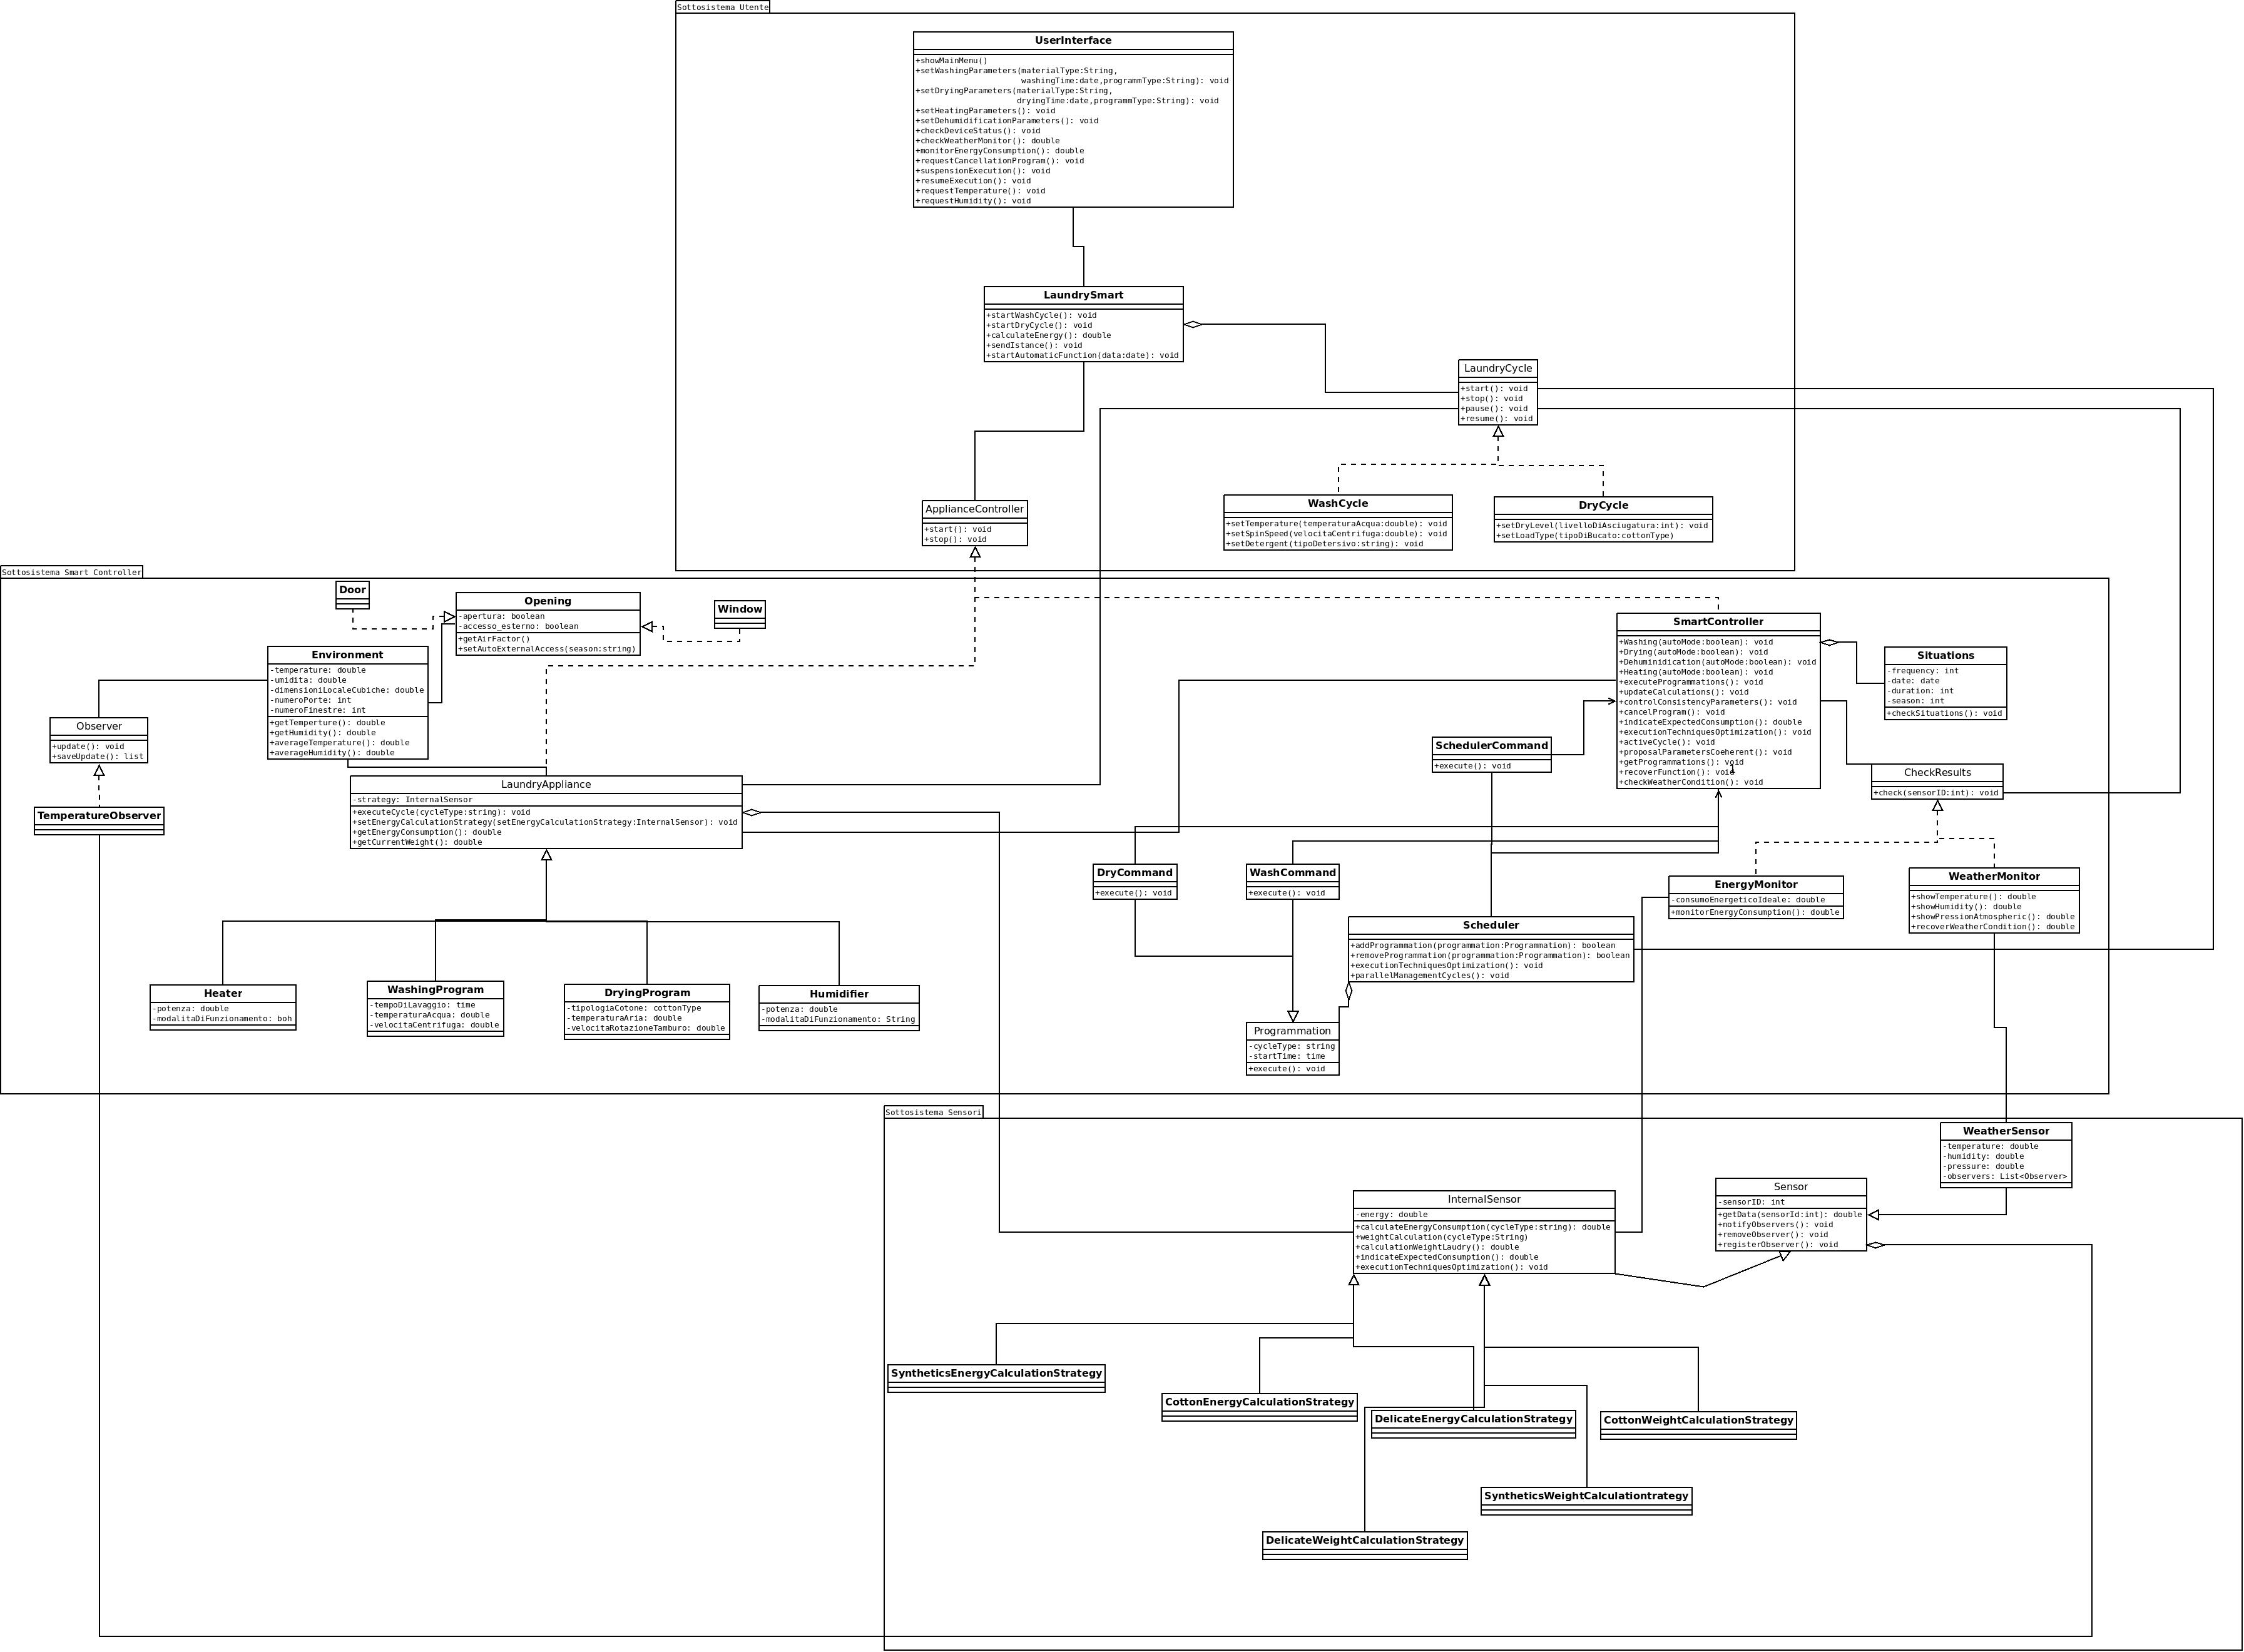 Sottosistema Utente
UserInterface
+showMainMenu()
+setWashingParameters(materialType:String,
washingTime:date,programmType:String): void
+setDryingParameters(materialType:String,
dryingTime:date,programmType:String): void
+setHeatingParameters(): void
+setDehumidificationParameters(): void
+checkDeviceStatus(): void
+checkWeatherMonitor(): double
+monitorEnergyConsumption(): double
+requestCancellationProgram(): void
+suspensionExecution(): void
+resumeExecution(): void
+requestTemperature(): void
+requestHumidity(): void
LaundrySmart
+startWashCycle(): void
+startDryCycle(): void
+calculateEnergy(): double
+sendIstance(): void
+startAutomaticFunction(data:date): void
LaundryCycle
+start(): void
+stop(): void
+pause(): void
+resume(): void
ApplianceController
+start(): void
+stop(): void
WashCycle
+setTemperature(temperaturaAcqua:double): void
+setSpinSpeed(velocitaCentrifuga:double): void
+setDetergent(tipoDetersivo:string): void
DryCycle
+setDryLevel(livelloDiAsciugatura:int): void
+setLoadType(tipoDiBucato:cottonType)
Sottosistema Smart Controller
Door
Opening
-apertura: boolean
-accesso_esterno: boolean
+getAirFactor()
+setAutoExternalAccess(season:string)
Window
Environment
-temperature: double
-umidita: double
-dimensioniLocaleCubiche: double
-numeroPorte: int
-numeroFinestre: int
+getTemperture(): double
+getHumidity(): double
+averageTemperature(): double
+averageHumidity(): double
Observer
+update(): void
+saveUpdate(): list
TemperatureObserver
LaundryAppliance
-strategy: InternalSensor
+executeCycle(cycleType:string): void
+setEnergyCalculationStrategy(setEnergyCalculationStrategy:InternalSensor): void
+getEnergyConsumption(): double
+getCurrentWeight(): double
SmartController
+Washing(autoMode:boolean): void
+Drying(autoMode:boolean): void
+Dehuminidication(autoMode:boolean): void
+Heating(autoMode:boolean): void
+executeProgrammations(): void
+updateCalculations(): void
+controlConsistencyParameters(): void
+cancelProgram(): void
+indicateExpectedConsumption(): double
+executionTechniquesOptimization(): void
+activeCycle(): void
+proposalParametersCoeherent(): void
+getProgrammations(): void
+recoverFunction(): void
+checkWeatherCondition(): void
Situations
-frequency: int
-date: date
-duration: int
-season: int
+checkSituations(): void
SchedulerCommand
+execute(): void
CheckResults
+check(sensorID:int): void
DryCommand
+execute(): void
WashCommand
+execute(): void
EnergyMonitor
-consumoEnergeticoIdeale: double
+monitorEnergyConsumption(): double
WeatherMonitor
+showTemperature(): double
+showHumidity(): double
+showPressionAtmospheric(): double
+recoverWeatherCondition(): double
Scheduler
+addProgrammation(programmation:Programmation): boolean
+removeProgrammation(programmation:Programmation): boolean
+executionTechniquesOptimization(): void
+parallelManagementCycles(): void
Heater
-potenza: double
-modalitaDiFunzionamento: boh
WashingProgram
-tempoDiLavaggio: time
-temperaturaAcqua: double
-velocitaCentrifuga: double
DryingProgram
-tipologiaCotone: cottonType
-temperaturaAria: double
-velocitaRotazioneTamburo: double
Humidifier
-potenza: double
-modalitaDiFunzionamento: String
Programmation
-cycleType: string
-startTime: time
+execute(): void
Sottosistema Sensori
WeatherSensor
-temperature: double
-humidity: double
-pressure: double
-observers: List<Observer>
InternalSensor
-energy: double
+calculateEnergyConsumption(cycleType:string): double
+weightCalculation(cycleType:String)
+calculationWeightLaudry(): double
+indicateExpectedConsumption(): double
+executionTechniquesOptimization(): void
Sensor
-sensorID: int
+getData(sensorId:int): double
+notifyObservers(): void
+removeObserver(): void
+registerObserver(): void
SyntheticsEnergyCalculationStrategy
CottonEnergyCalculationStrategy
DelicateEnergyCalculationStrategy
CottonWeightCalculationStrategy
SyntheticsWeightCalculationtrategy
DelicateWeightCalculationStrategy